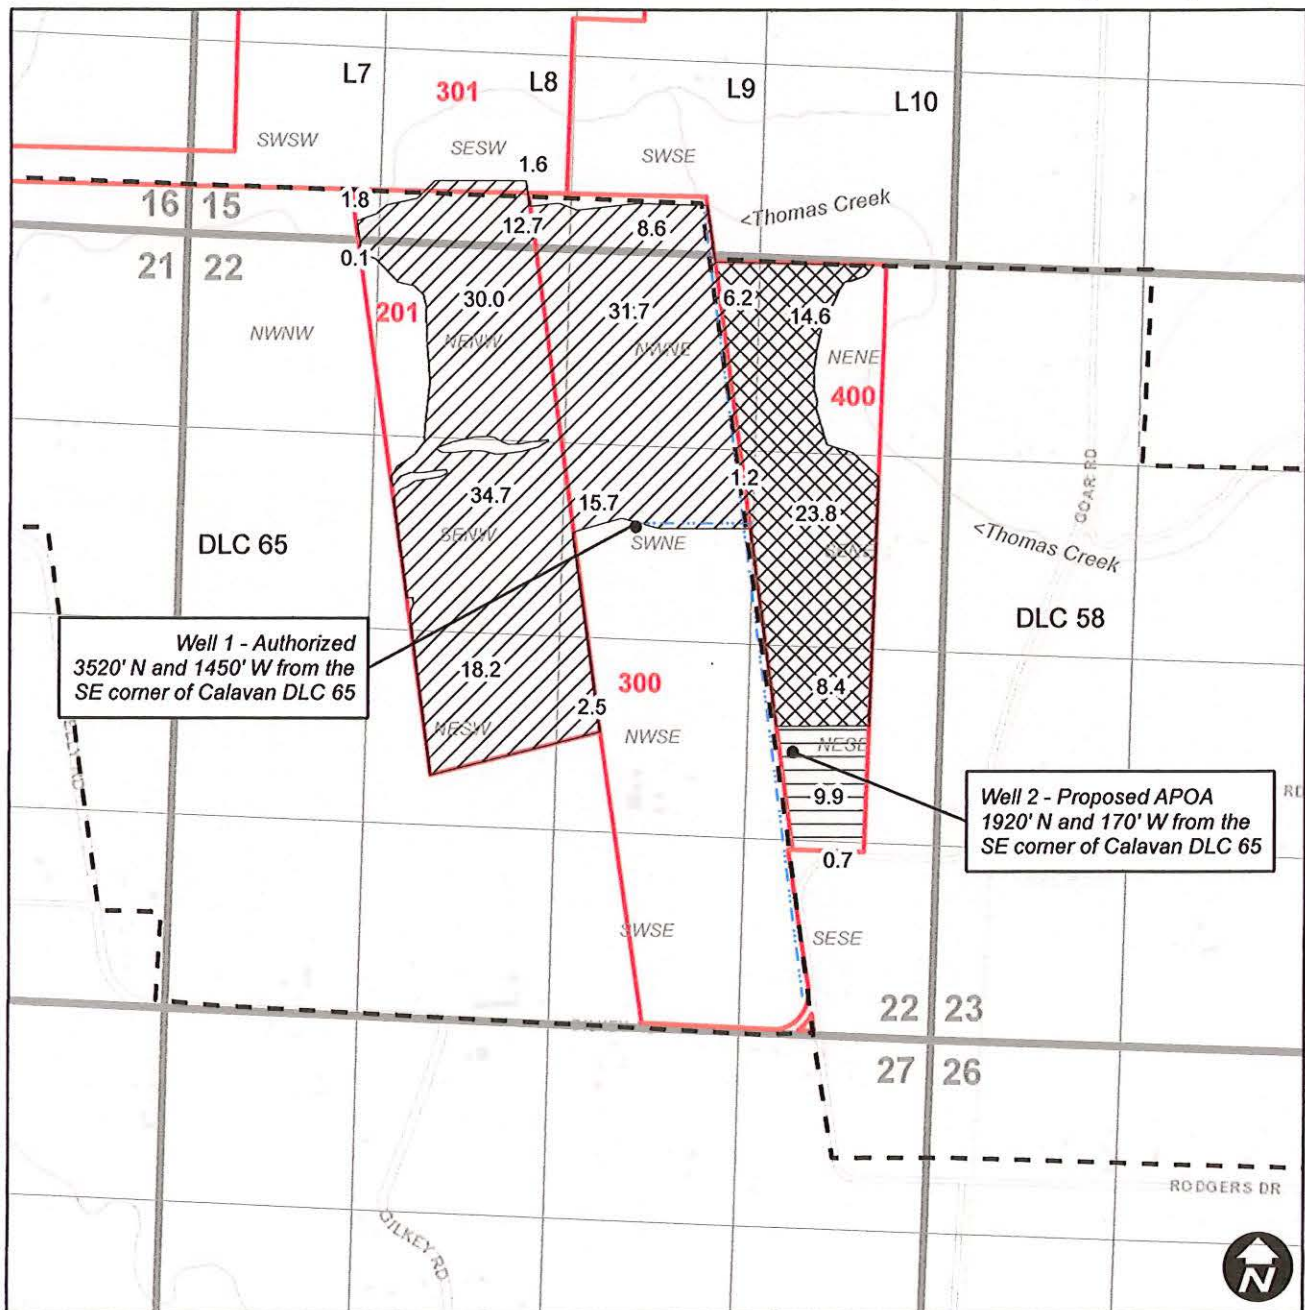 L7
301
L8
L9
L10
SWSW
SESW
1.6
SWSE
16 15
1.8
12.7
8.6
<Thomas Creek
21 22
0.1
201
30.0
31.7
6.2
14.6
NWNW
NENW
NWNE
NENE
400
GOAR RD
DLC 65
34.7
SENW
15.7
1.2
23.8
SWNE
<Thomas Creek
DLC 58
Well 1 - Authorized
3520' N and 1450' W from the
SE corner of Calavan DLC 65
18.2
NESW
2.5
300
NWSE
8.4
NESE
9.9
0.7
Well 2 - Proposed APOA
1920' N and 170' W from the
SE corner of Calavan DLC 65
RD
RD
SWSE
SESE
22 23
27 26
GILKEY RD
RODGERS DR
N